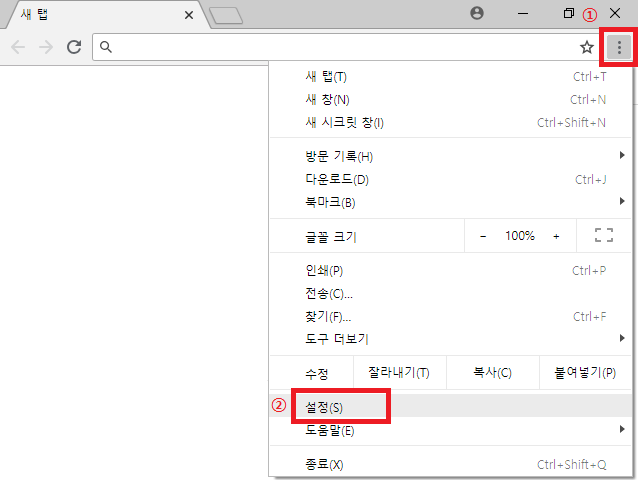 새 탭
①
새 탭(T) Ctrl+T
새 창(N) Ctrl+N
새 시크릿 창(I) Ctrl+Shift+N
방문 기록(H)
다운로드(D) Ctrl+J
북마크(B)
글꼴 크기 - 100% +
인쇄(P) Ctrl+P
전송(C)...
찾기(F)... Ctrl+F
도구 더보기
수정 잘라내기(T) 복사(C) 붙여넣기(P)
② 설정(S)
도움말(E)
종료(X) Ctrl+Shift+Q